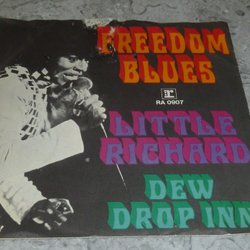 FREEDOM
BLUES
RA 0907
LITTLE
RICHARD
DEW
DROP INN